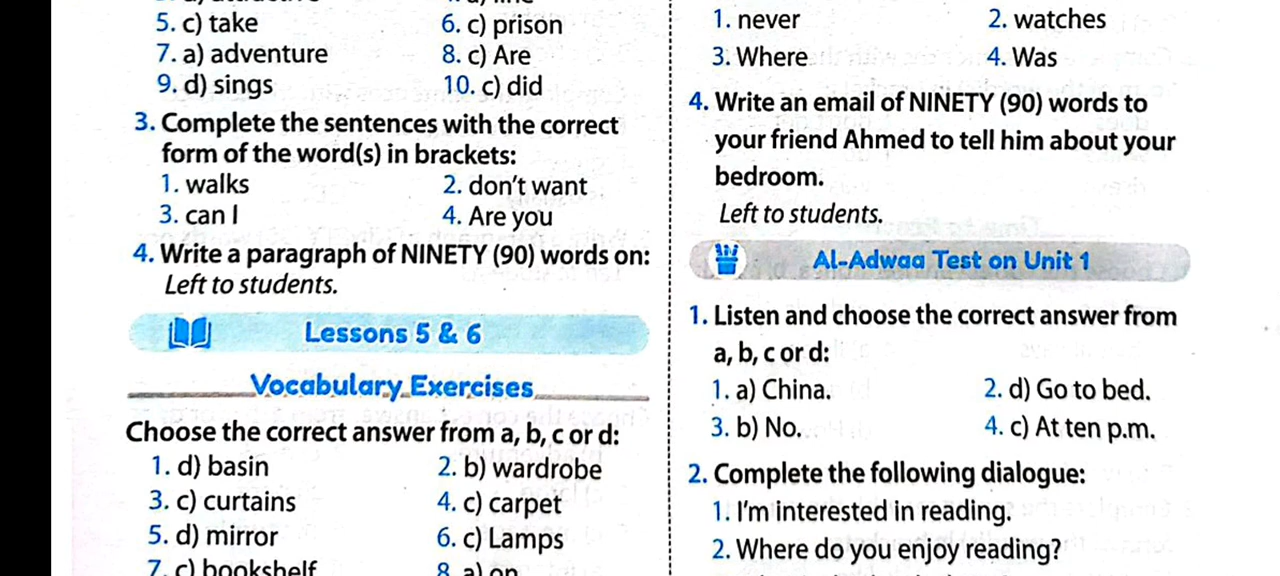 5. c) take 6. c) prison
7. a) adventure 8. c) Are
9. d) sings 10. c) did
3. Complete the sentences with the correct
form of the word(s) in brackets:
1. walks 2. don't want
3. can I 4. Are you
4. Write a paragraph of NINETY (90) words on:
Left to students.
Lessons 5 & 6
Vocabulary Exercises
Choose the correct answer from a, b, c or d:
1. d) basin 2. b) wardrobe
3. c) curtains 4. c) carpet
5. d) mirror 6. c) Lamps
7. c) bookshelf 8. a) on
1. never 2. watches
3. Where 4. Was
4. Write an email of NINETY (90) words to
your friend Ahmed to tell him about your
bedroom.
Left to students.
Al-Adwaa Test on Unit 1
1. Listen and choose the correct answer from
a, b, c or d:
1. a) China. 2. d) Go to bed.
3. b) No. 4. c) At ten p.m.
2. Complete the following dialogue:
1. I'm interested in reading.
2. Where do you enjoy reading?